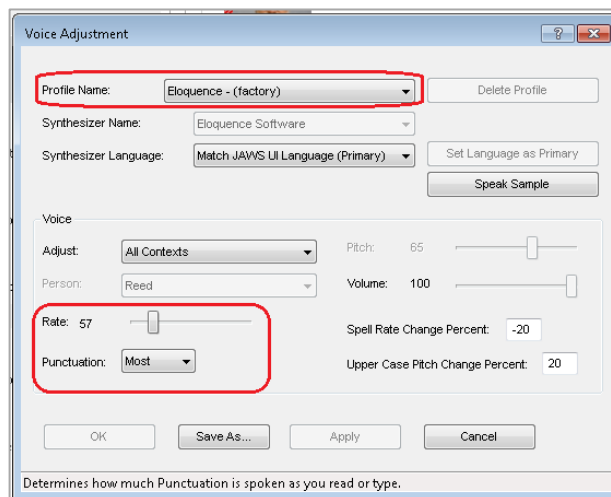 Voice Adjustment
Profile Name: Eloquence - (factory) Delete Profile
Synthesizer Name: Eloquence Software
Synthesizer Language: Match JAWS UI Language (Primary) Set Language as Primary
Speak Sample
Voice
Adjust: All Contexts Pitch: 65
Person: Reed Volume: 100
Rate: 57 Spell Rate Change Percent: -20
Punctuation: Most Upper Case Pitch Change Percent: 20
OK Save As... Apply Cancel
Determines how much Punctuation is spoken as you read or type.